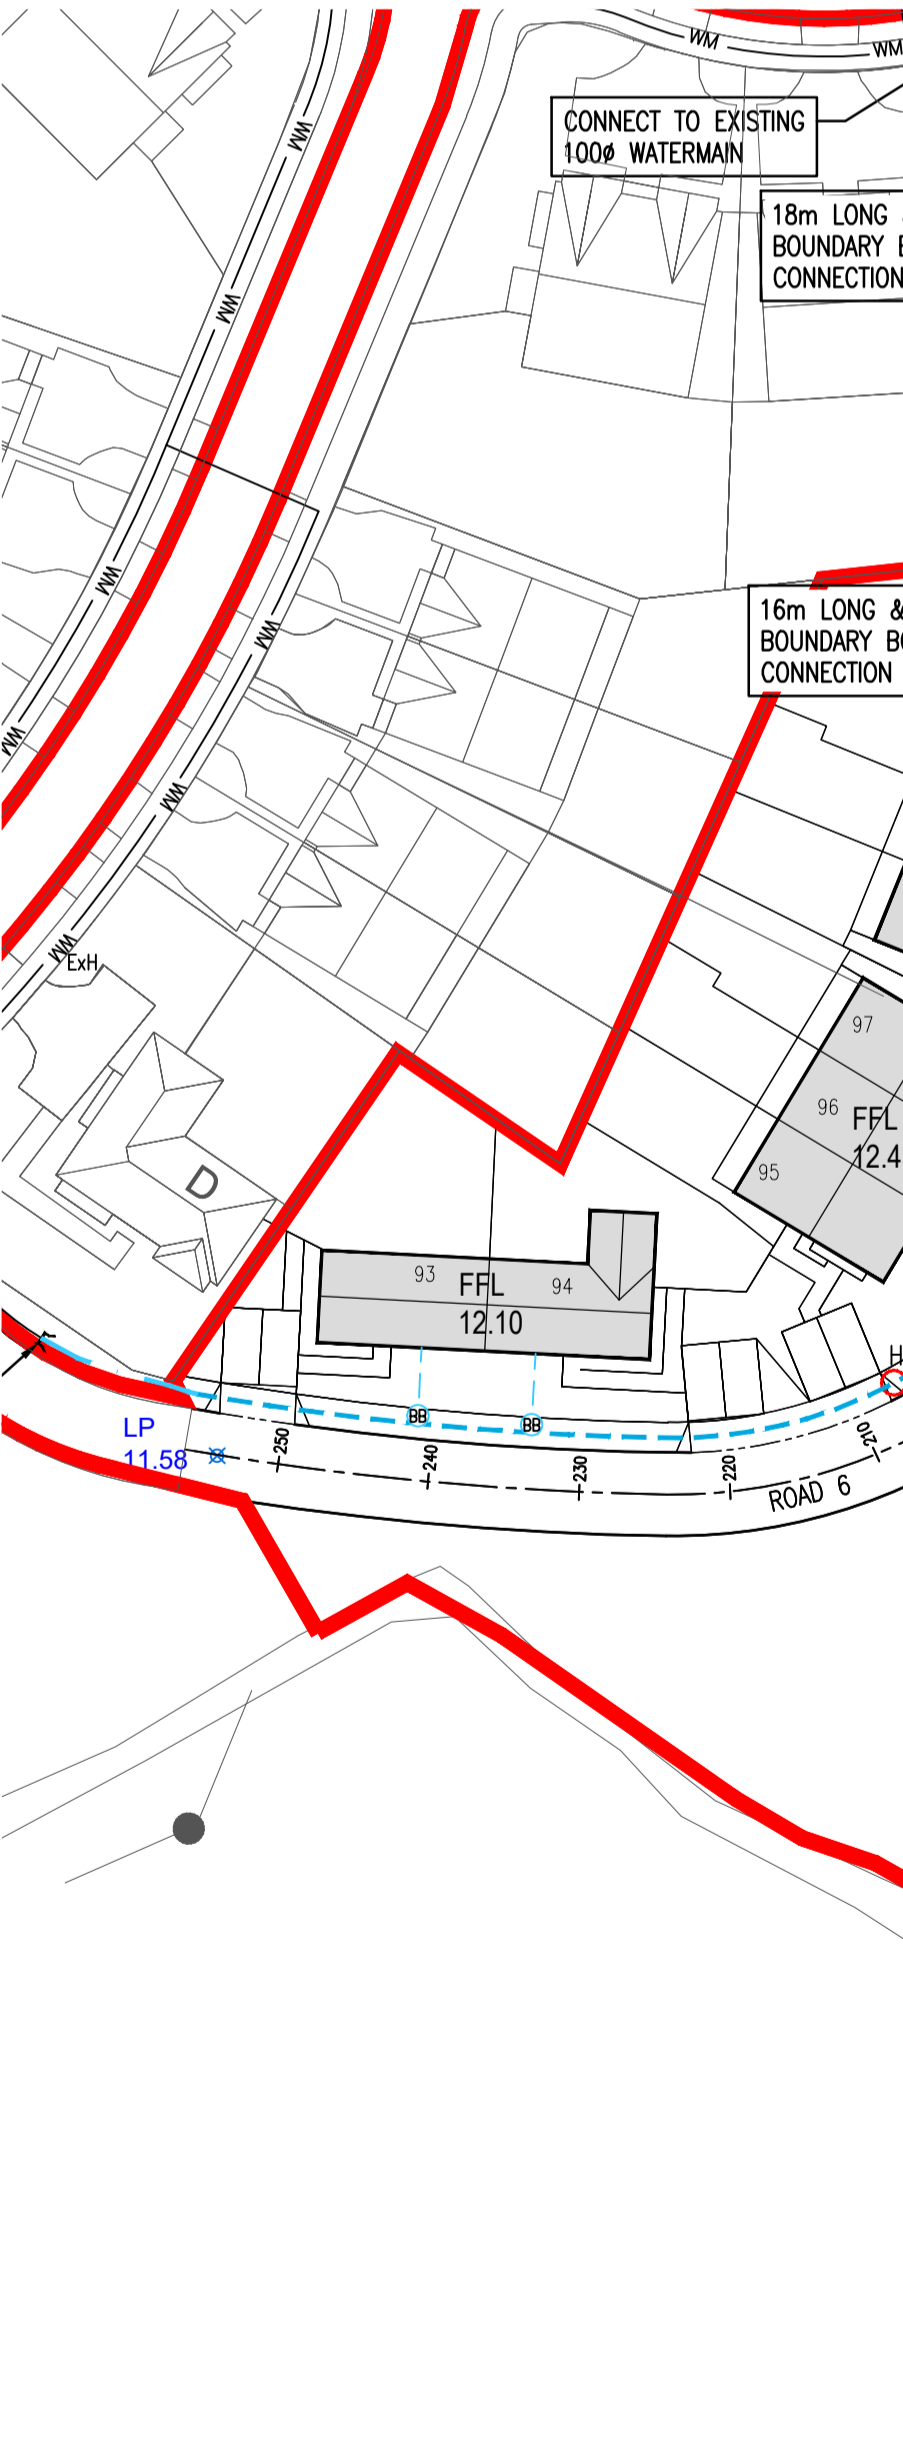 WM
WM
WM
CONNECT TO EXISTING
100ø WATERMAIN
18m LONG
BOUNDARY
CONNECTION
WM
WM
WM
16m LONG &
BOUNDARY
CONNECTION
WM
WM
WM
ExH
97
96
FFL
12.4
95
D
93
FFL
94
12.10
H
BB
BB
LP
11.58
250
240
230
220
210
ROAD 6